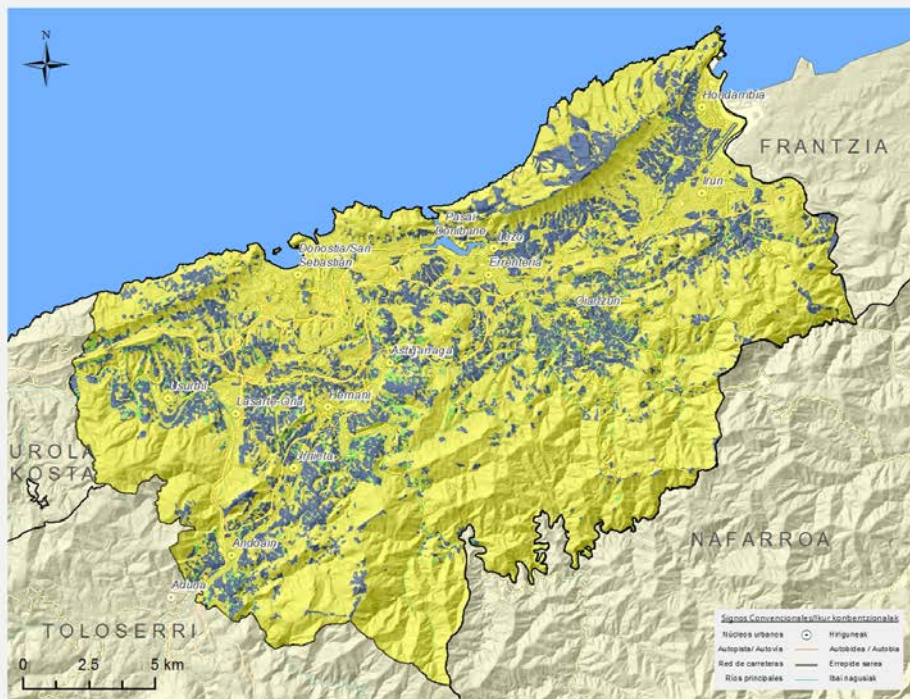 N
Hondarribia
FRANTZIA
Irun
Pasai
Donibane
Lezo
Donostia/San
Sebastián
Errenteria
Oiartzun
Astigarraga
Usurbil
Lasarte-Oria
Hernani
UROLA
KOSTA
Urnieta
NAFARROA
Andoain
Aduna
TOLOSERRI
0 2.5 5 km
Signos Convencionales/Ikur konbentzionalak
Núcleos urbanos Hiriguneak
Autopista/ Autovía Autobidea / Autobia
Red de carreteras Errepide sarea
Ríos principales Ibai nagusiak